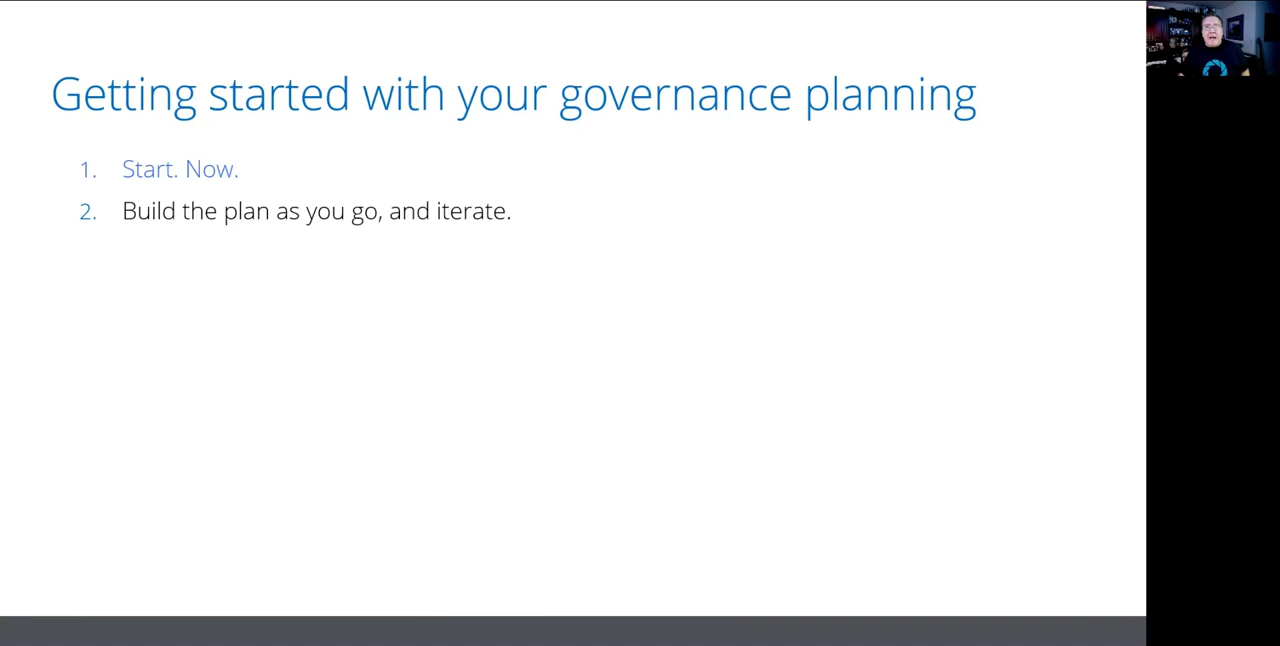 Getting started with your governance planning
1. Start. Now.
2. Build the plan as you go, and iterate.